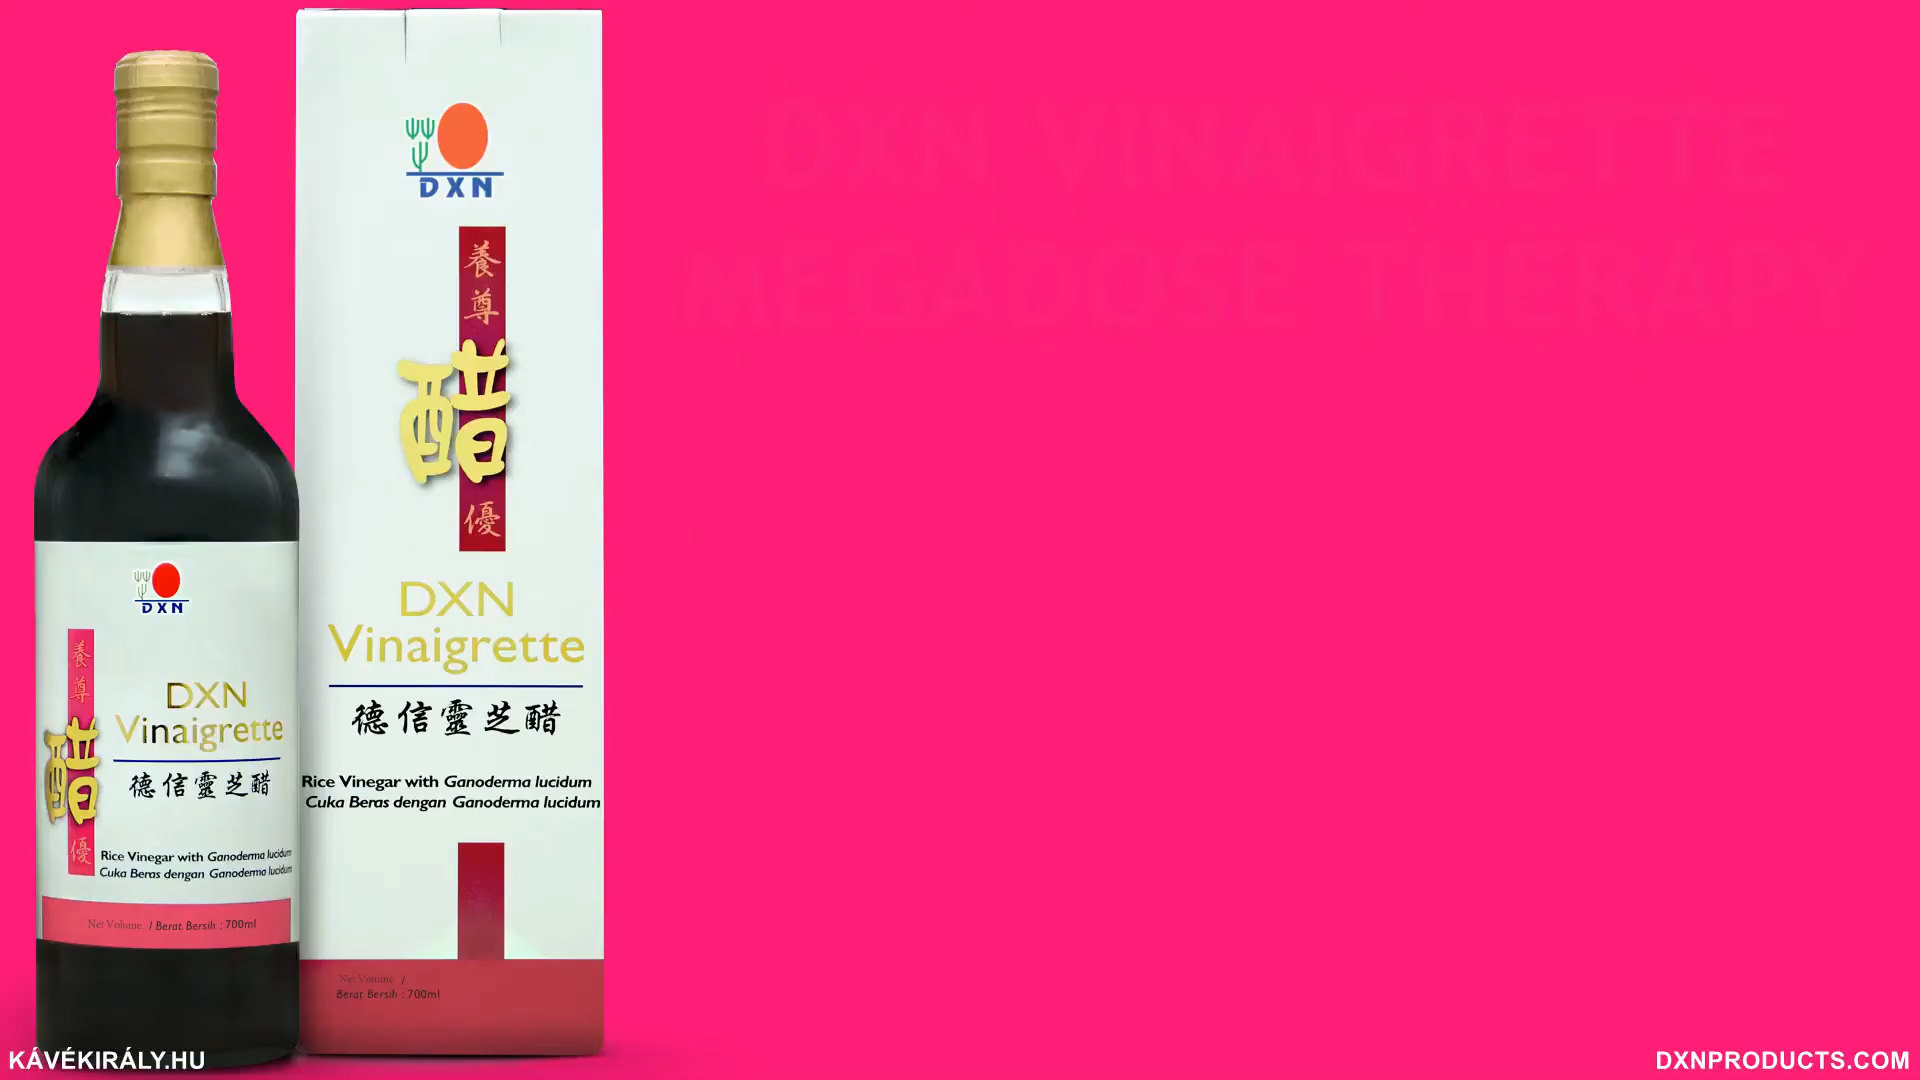 DXN VINAIGRETTE
MEGADOSE THERAPY
DXN
養
尊
醋
優
DXN
Vinaigrette
德信靈芝醋
Rice Vinegar with Ganoderma lucidum
Cuka Beras dengan Ganoderma lucidum
Net Volume /
Berat Bersih : 700ml
DXN
養
尊
醋
優
DXN
Vinaigrette
德信靈芝醋
Rice Vinegar with Ganoderma lucidum
Cuka Beras dengan Ganoderma lucidum
Net Volume / Berat Bersih : 700ml
KÁVÉKIRÁLY.HU
DXNPRODUCTS.COM